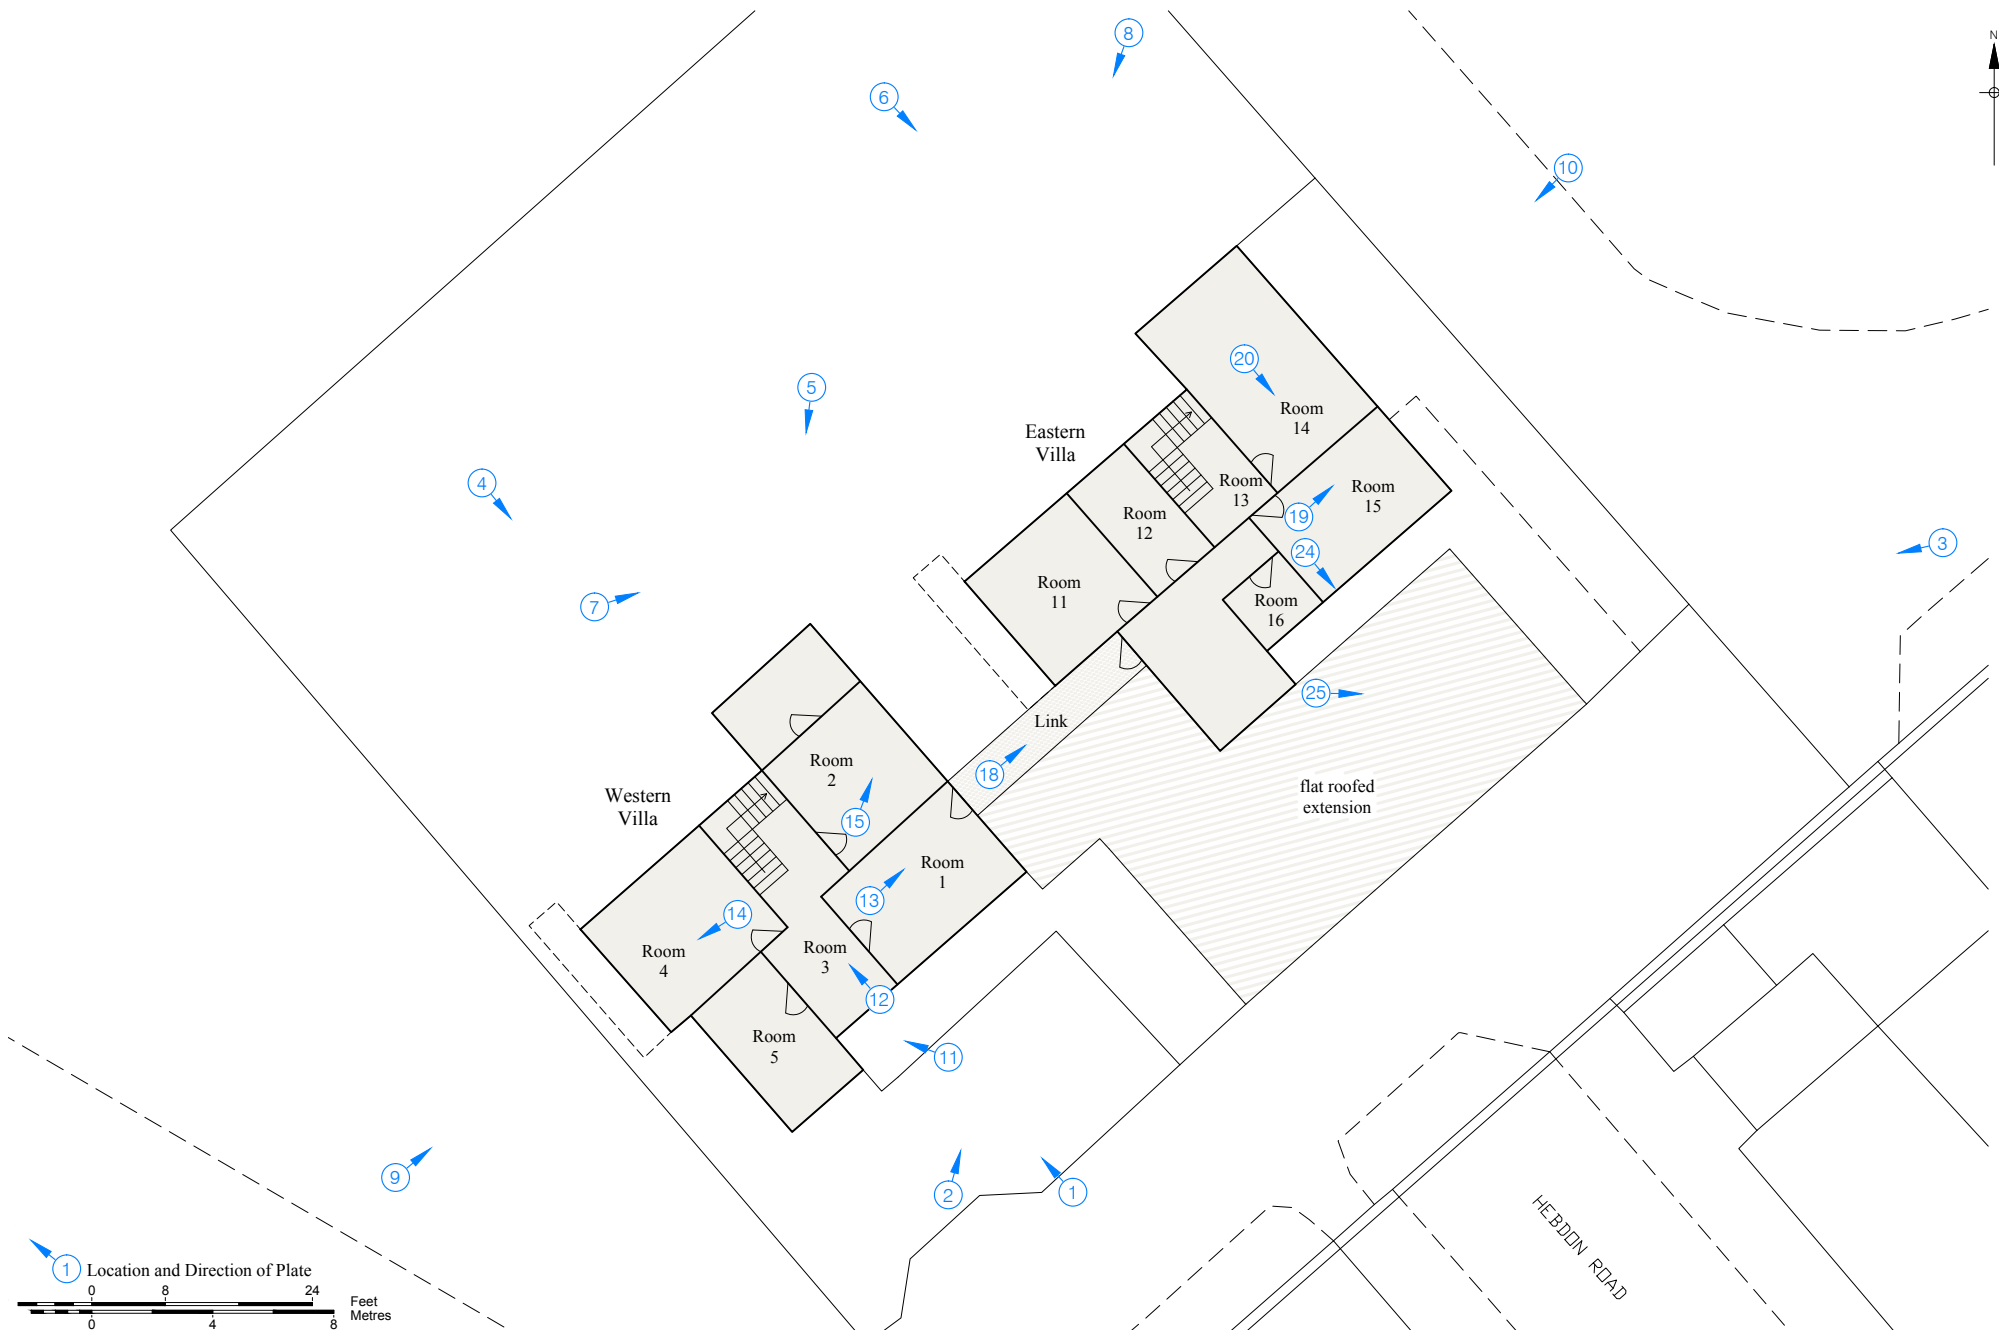 8
N
6
10
5
20
Room
14
Eastern
Villa
4
Room
13
Room
15
19
Room
12
24
3
Room
11
Room
16
7
25
Link
Room
2
18
Western
Villa
flat roofed
extension
15
Room
1
13
14
Room
4
Room
3
12
Room
5
11
9
2
1
HEBDON ROAD
1 Location and Direction of Plate
0 8 24
Feet
Metres
0 4 8